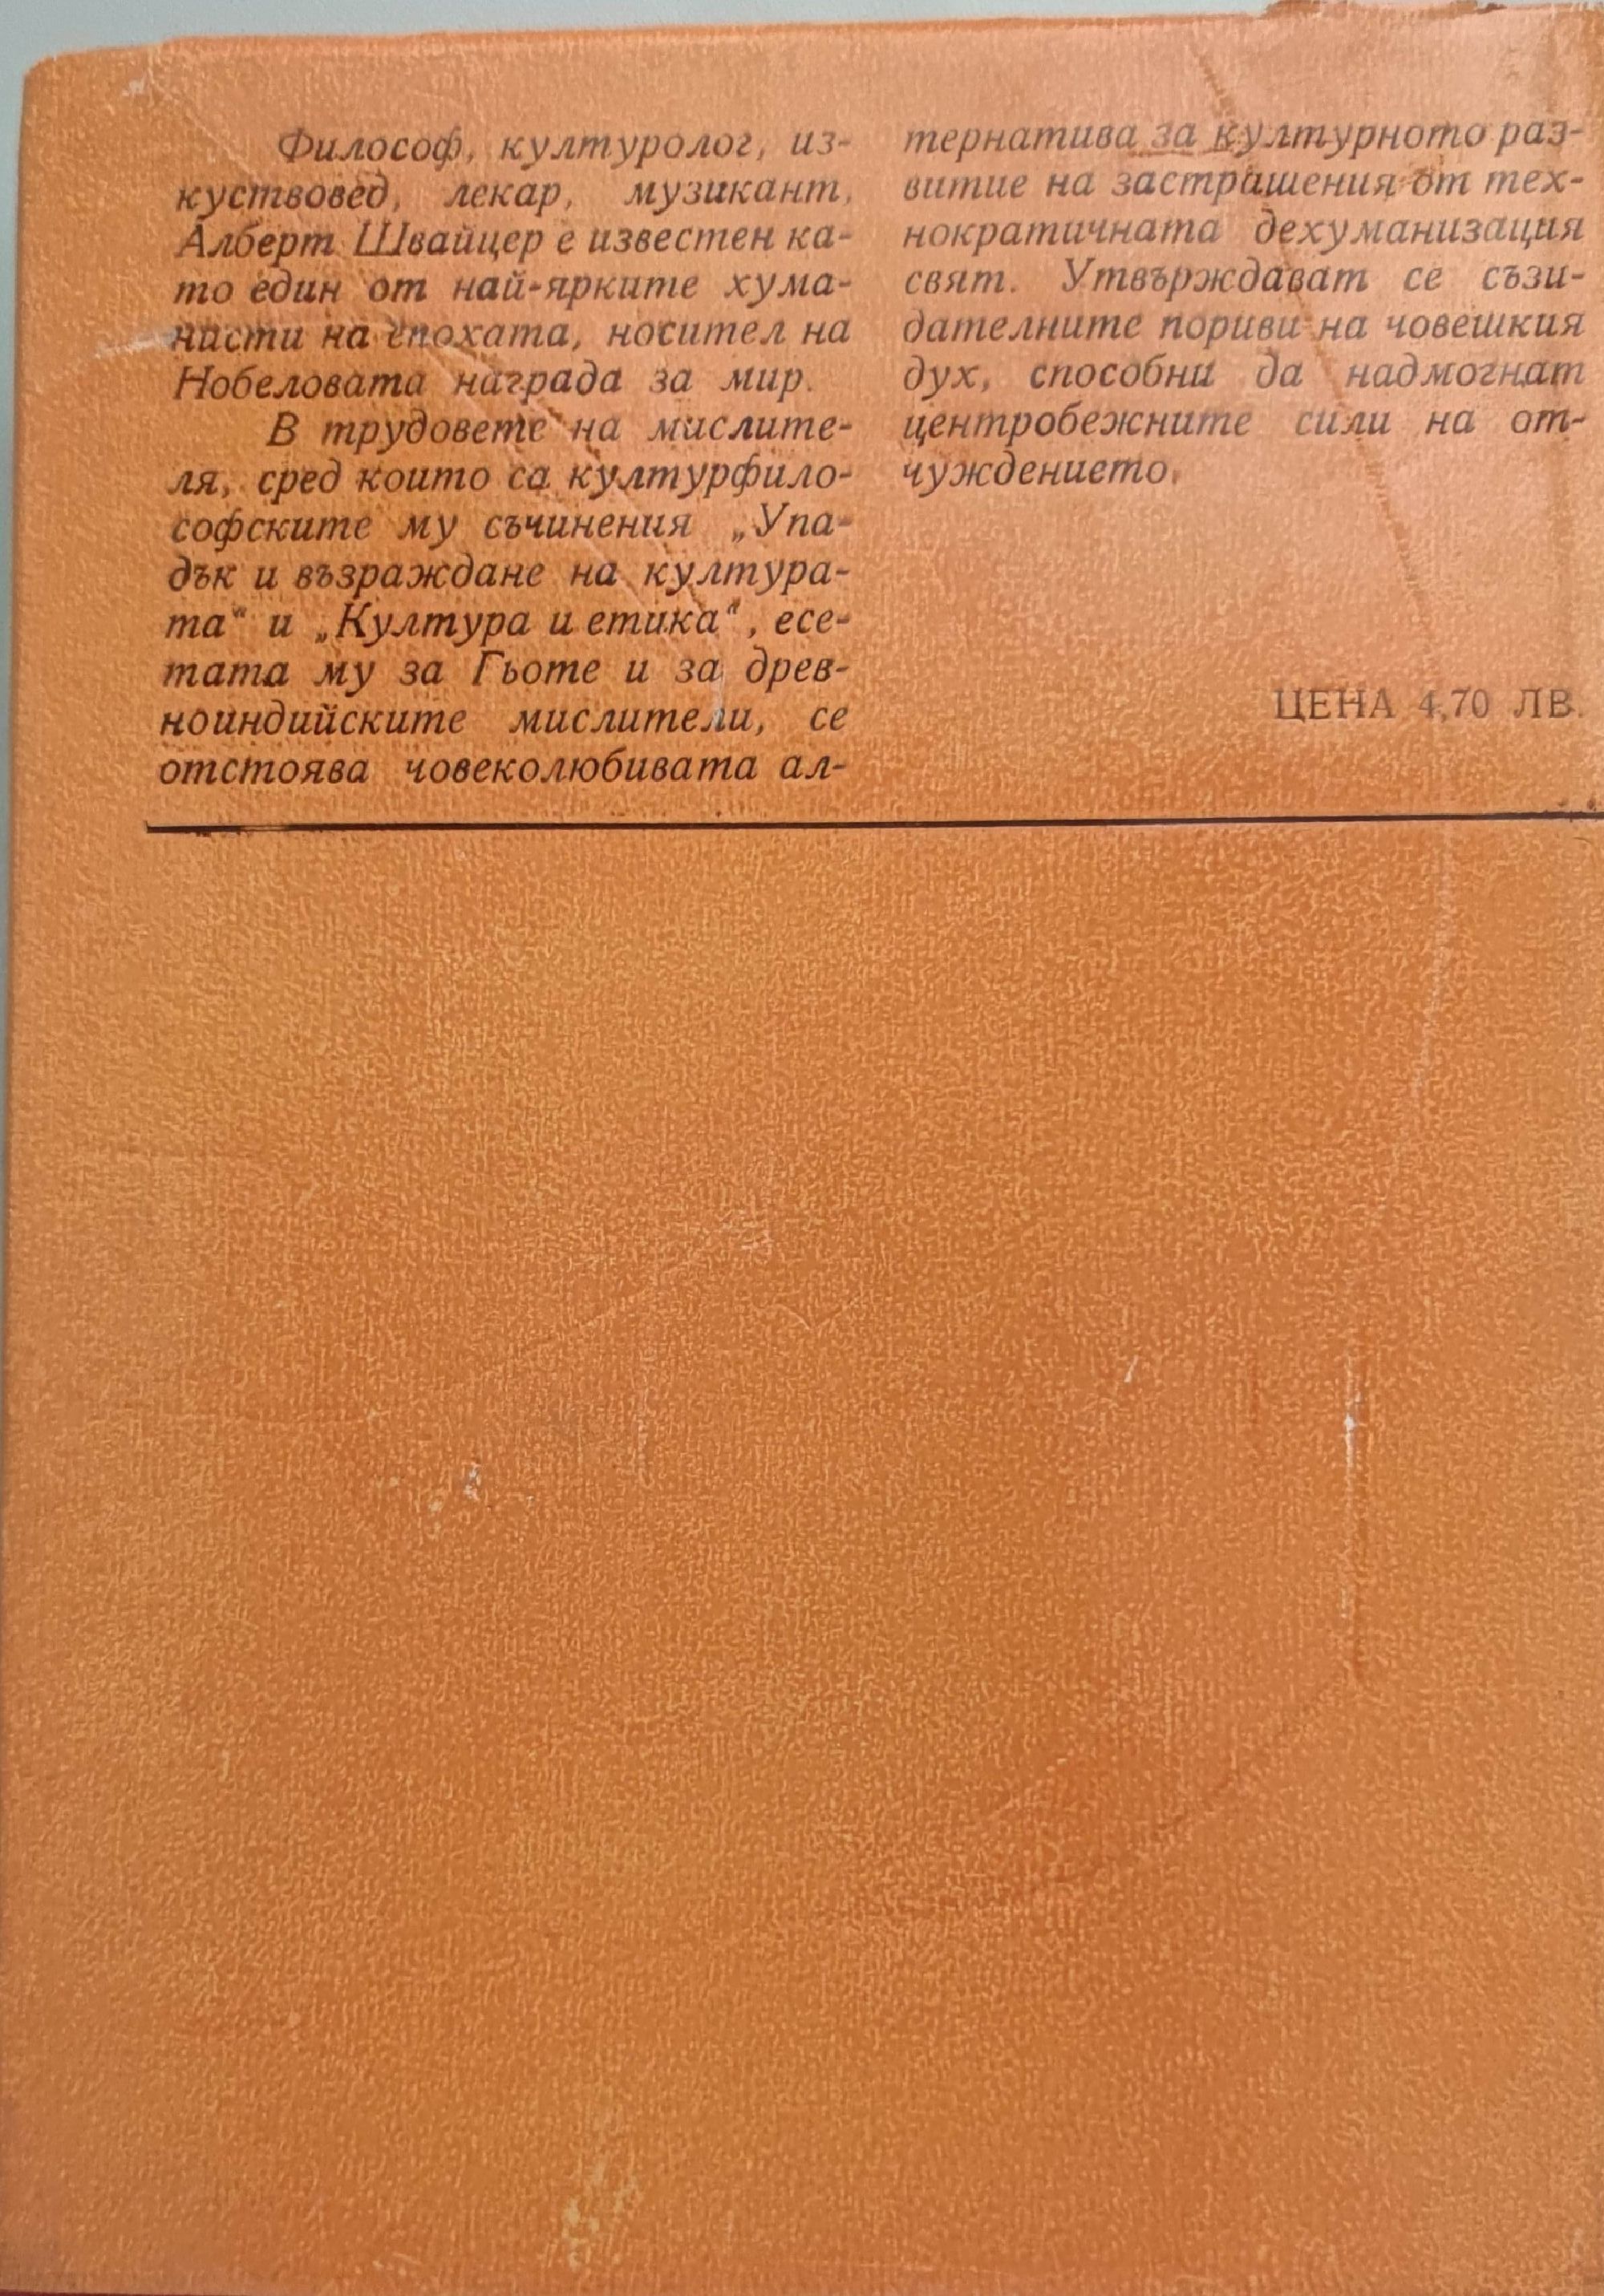 Философ, културолог, из-
куствовед, лекар, музикант,
Алберт Швайцер е известен ка-
то един от най-ярките хума-
нисти на епохата, носител на
Нобеловата награда за мир.
В трудовете на мислите-
ля, сред които са културфило-
софските му съчинения „Упа-
дък и възраждане на култура-
та“ и „Култура и етика“, есе-
тата му за Гьоте и за древ-
ноиндийските мислители, се
отстоява човеколюбивата ал-
тернатива за културното раз-
витие на застрашения от тех-
нократичната дехуманизация
свят. Утвърждават се съзи-
дателните пориви на човешкия
дух, способни да надмогнат
центробежните сили на от-
чуждението.
ЦЕНА 4,70 ЛВ.